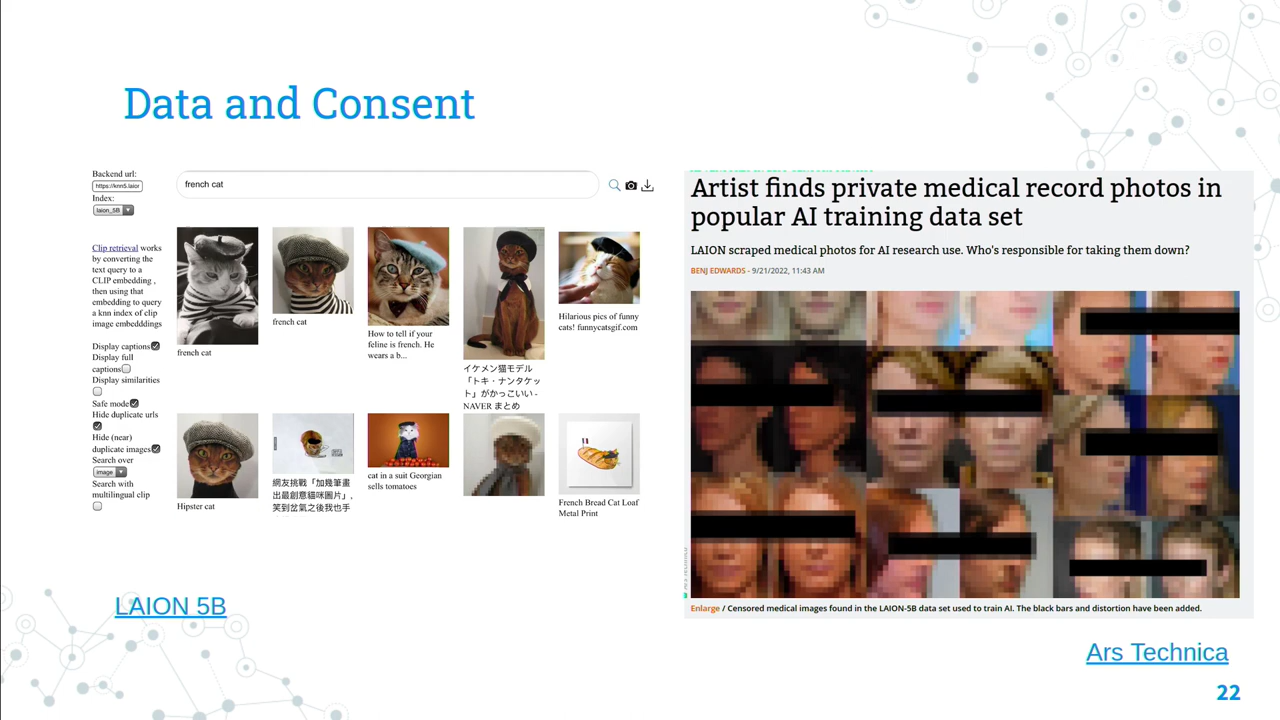 Data and Consent
Backend url:
https://knn5.laior
Index:
laion_5B
french cat
Clip retrieval works
by converting the
text query to a
CLIP embedding ,
then using that
embedding to query
a knn index of clip
image embedddings
Display captions
Display full
captions
Display similarities
Safe mode
Hide duplicate urls
Hide (near)
duplicate images
Search over
image
Search with
multilingual clip
french cat
french cat
How to tell if your
feline is french. He
wears a b...
イケメン猫モデル
「トキ・ナンタケッ
ト」がかっこいい -
NAVER まとめ
Hilarious pics of funny
cats! funnycatsgif.com
Hipster cat
網友挑戰「加幾筆畫
出最創意貓咪圖片」,
笑到岔氣之後我也手
cat in a suit Georgian
sells tomatoes
French Bread Cat Loaf
Metal Print
LAION 5B
Artist finds private medical record photos in
popular AI training data set
LAION scraped medical photos for AI research use. Who's responsible for taking them down?
BENJ EDWARDS - 9/21/2022, 11:43 AM
Enlarge / Censored medical images found in the LAION-5B data set used to train AI. The black bars and distortion have been added.
Ars Technica
22